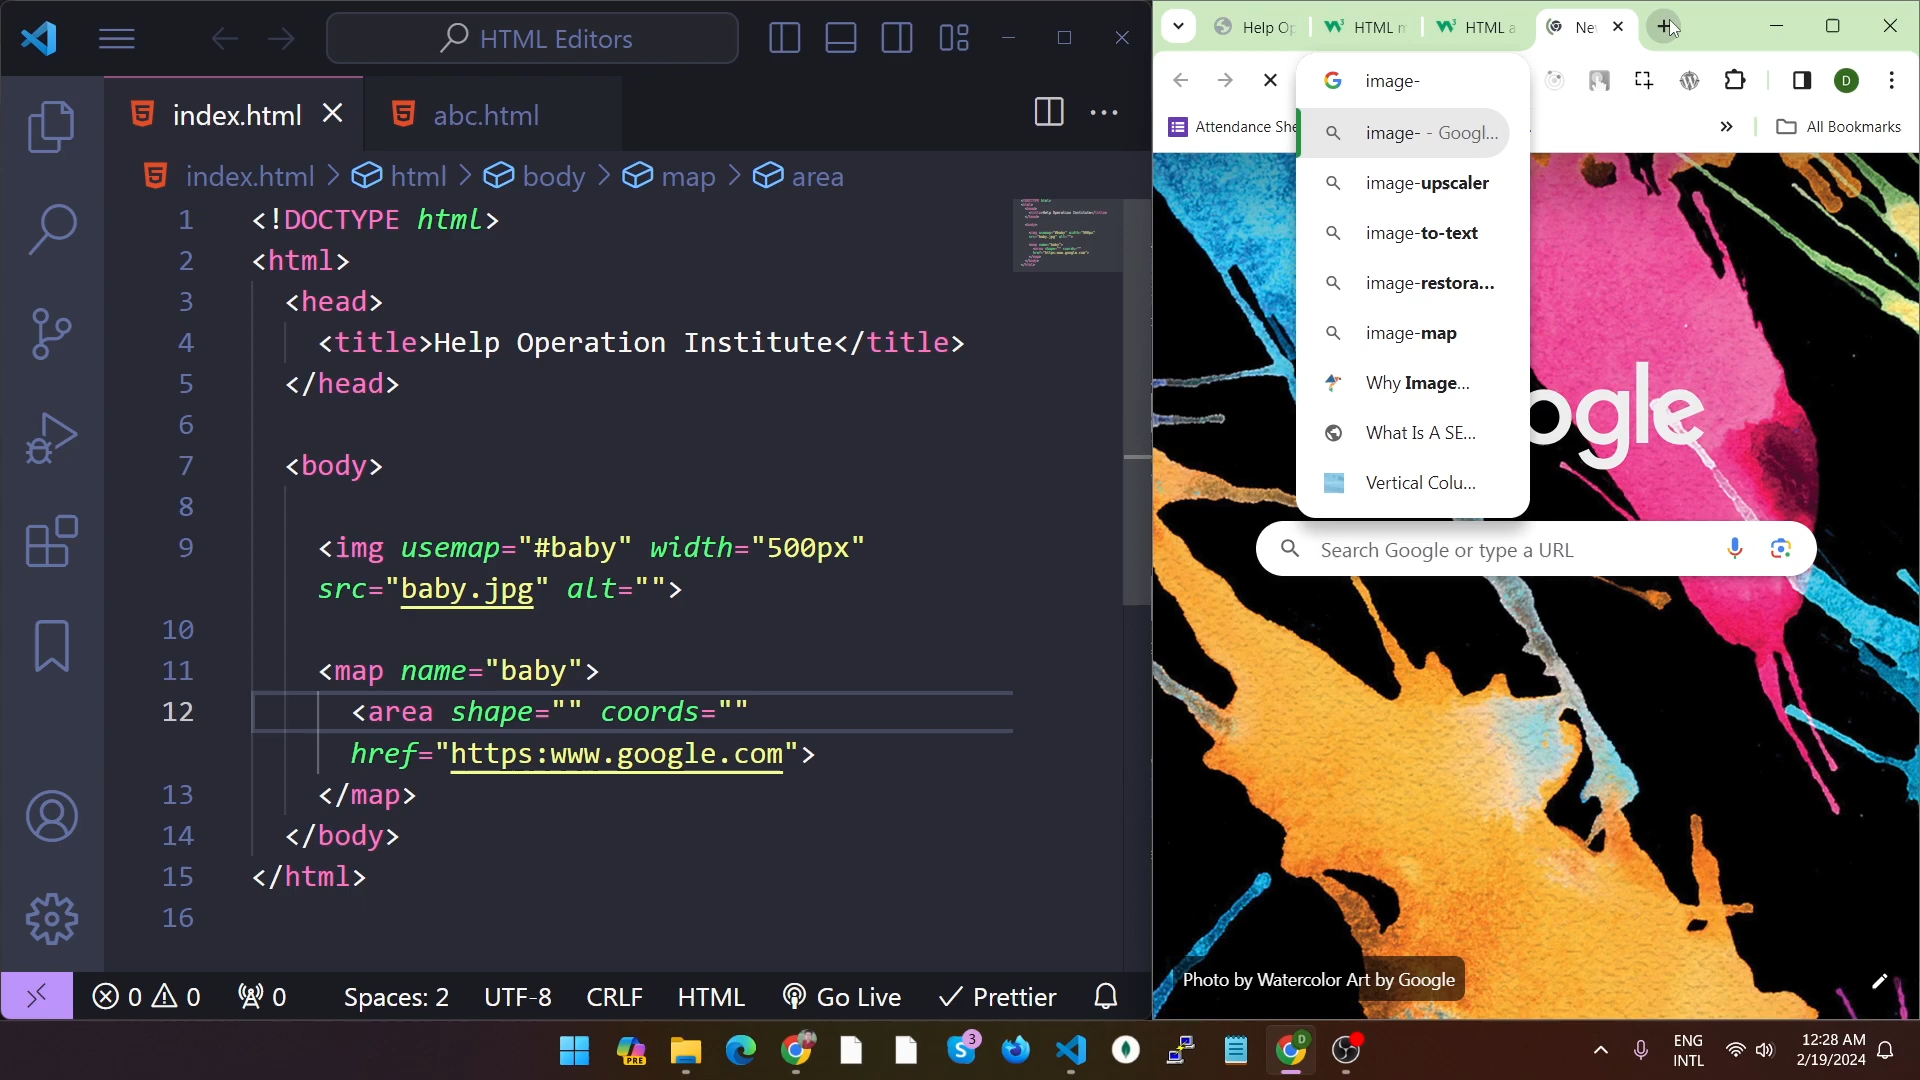 HTML Editors
index.html
abc.html
index.html > html > body > map > area
1 <!DOCTYPE html>
2 <html>
3 <head>
4 <title>Help Operation Institute</title>
5 </head>
6
7 <body>
8
9 <img usemap="#baby" width="500px"
src="baby.jpg" alt="">
10
11 <map name="baby">
12 <area shape="" coords=""
href="https:www.google.com">
13 </map>
14 </body>
15 </html>
16
0 0 0 Spaces: 2 UTF-8 CRLF HTML Go Live Prettier
Help Op
HTML m
HTML a
Ne
image-
Attendance She
All Bookmarks
image- - Googl...
image-upscaler
image-to-text
image-restora...
image-map
Why Image...
What Is A SE...
Vertical Colu...
ogle
Search Google or type a URL
Photo by Watercolor Art by Google
PRE
3
D
D
ENG
INTL
12:28 AM
2/19/2024